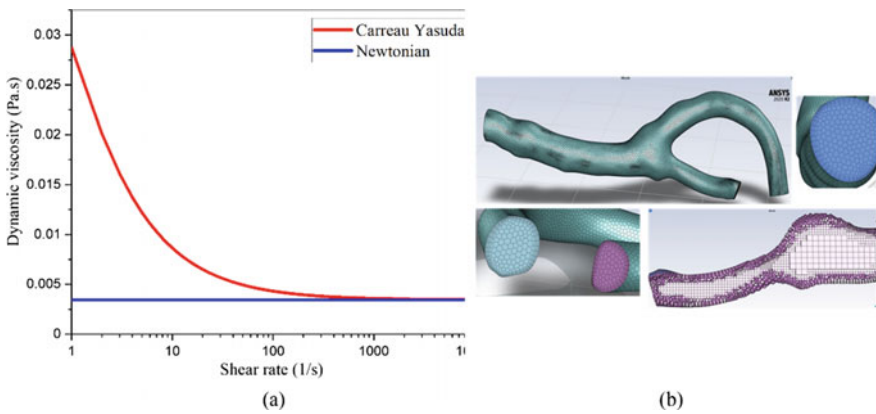 0.03
0.025
0.02
0.015
0.01
0.005
0
Dynamic viscosity (Pa.s)
Carreau Yasuda
Newtonian
1
10
100
1000
Shear rate (1/s)
(a)
ANSYS
(b)